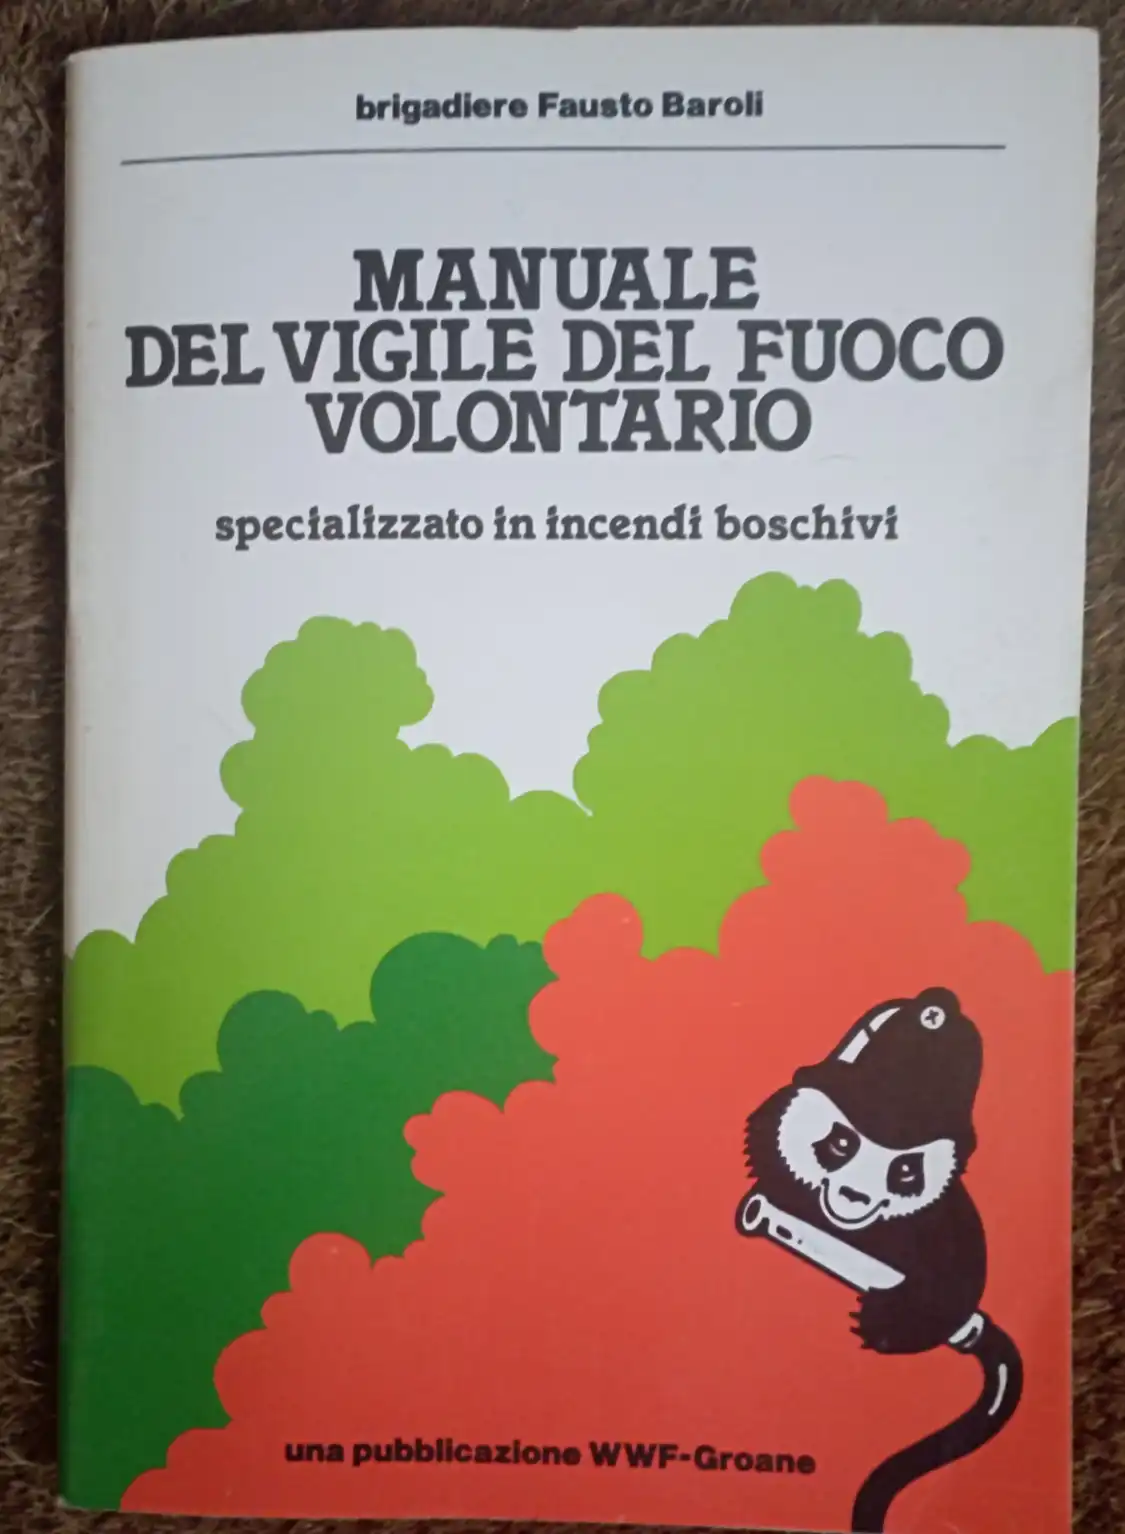 brigadiere Fausto Baroli
MANUALE
DEL VIGILE DEL FUOCO
VOLONTARIO
specializzato in incendi boschivi
una pubblicazione WWF-Groane